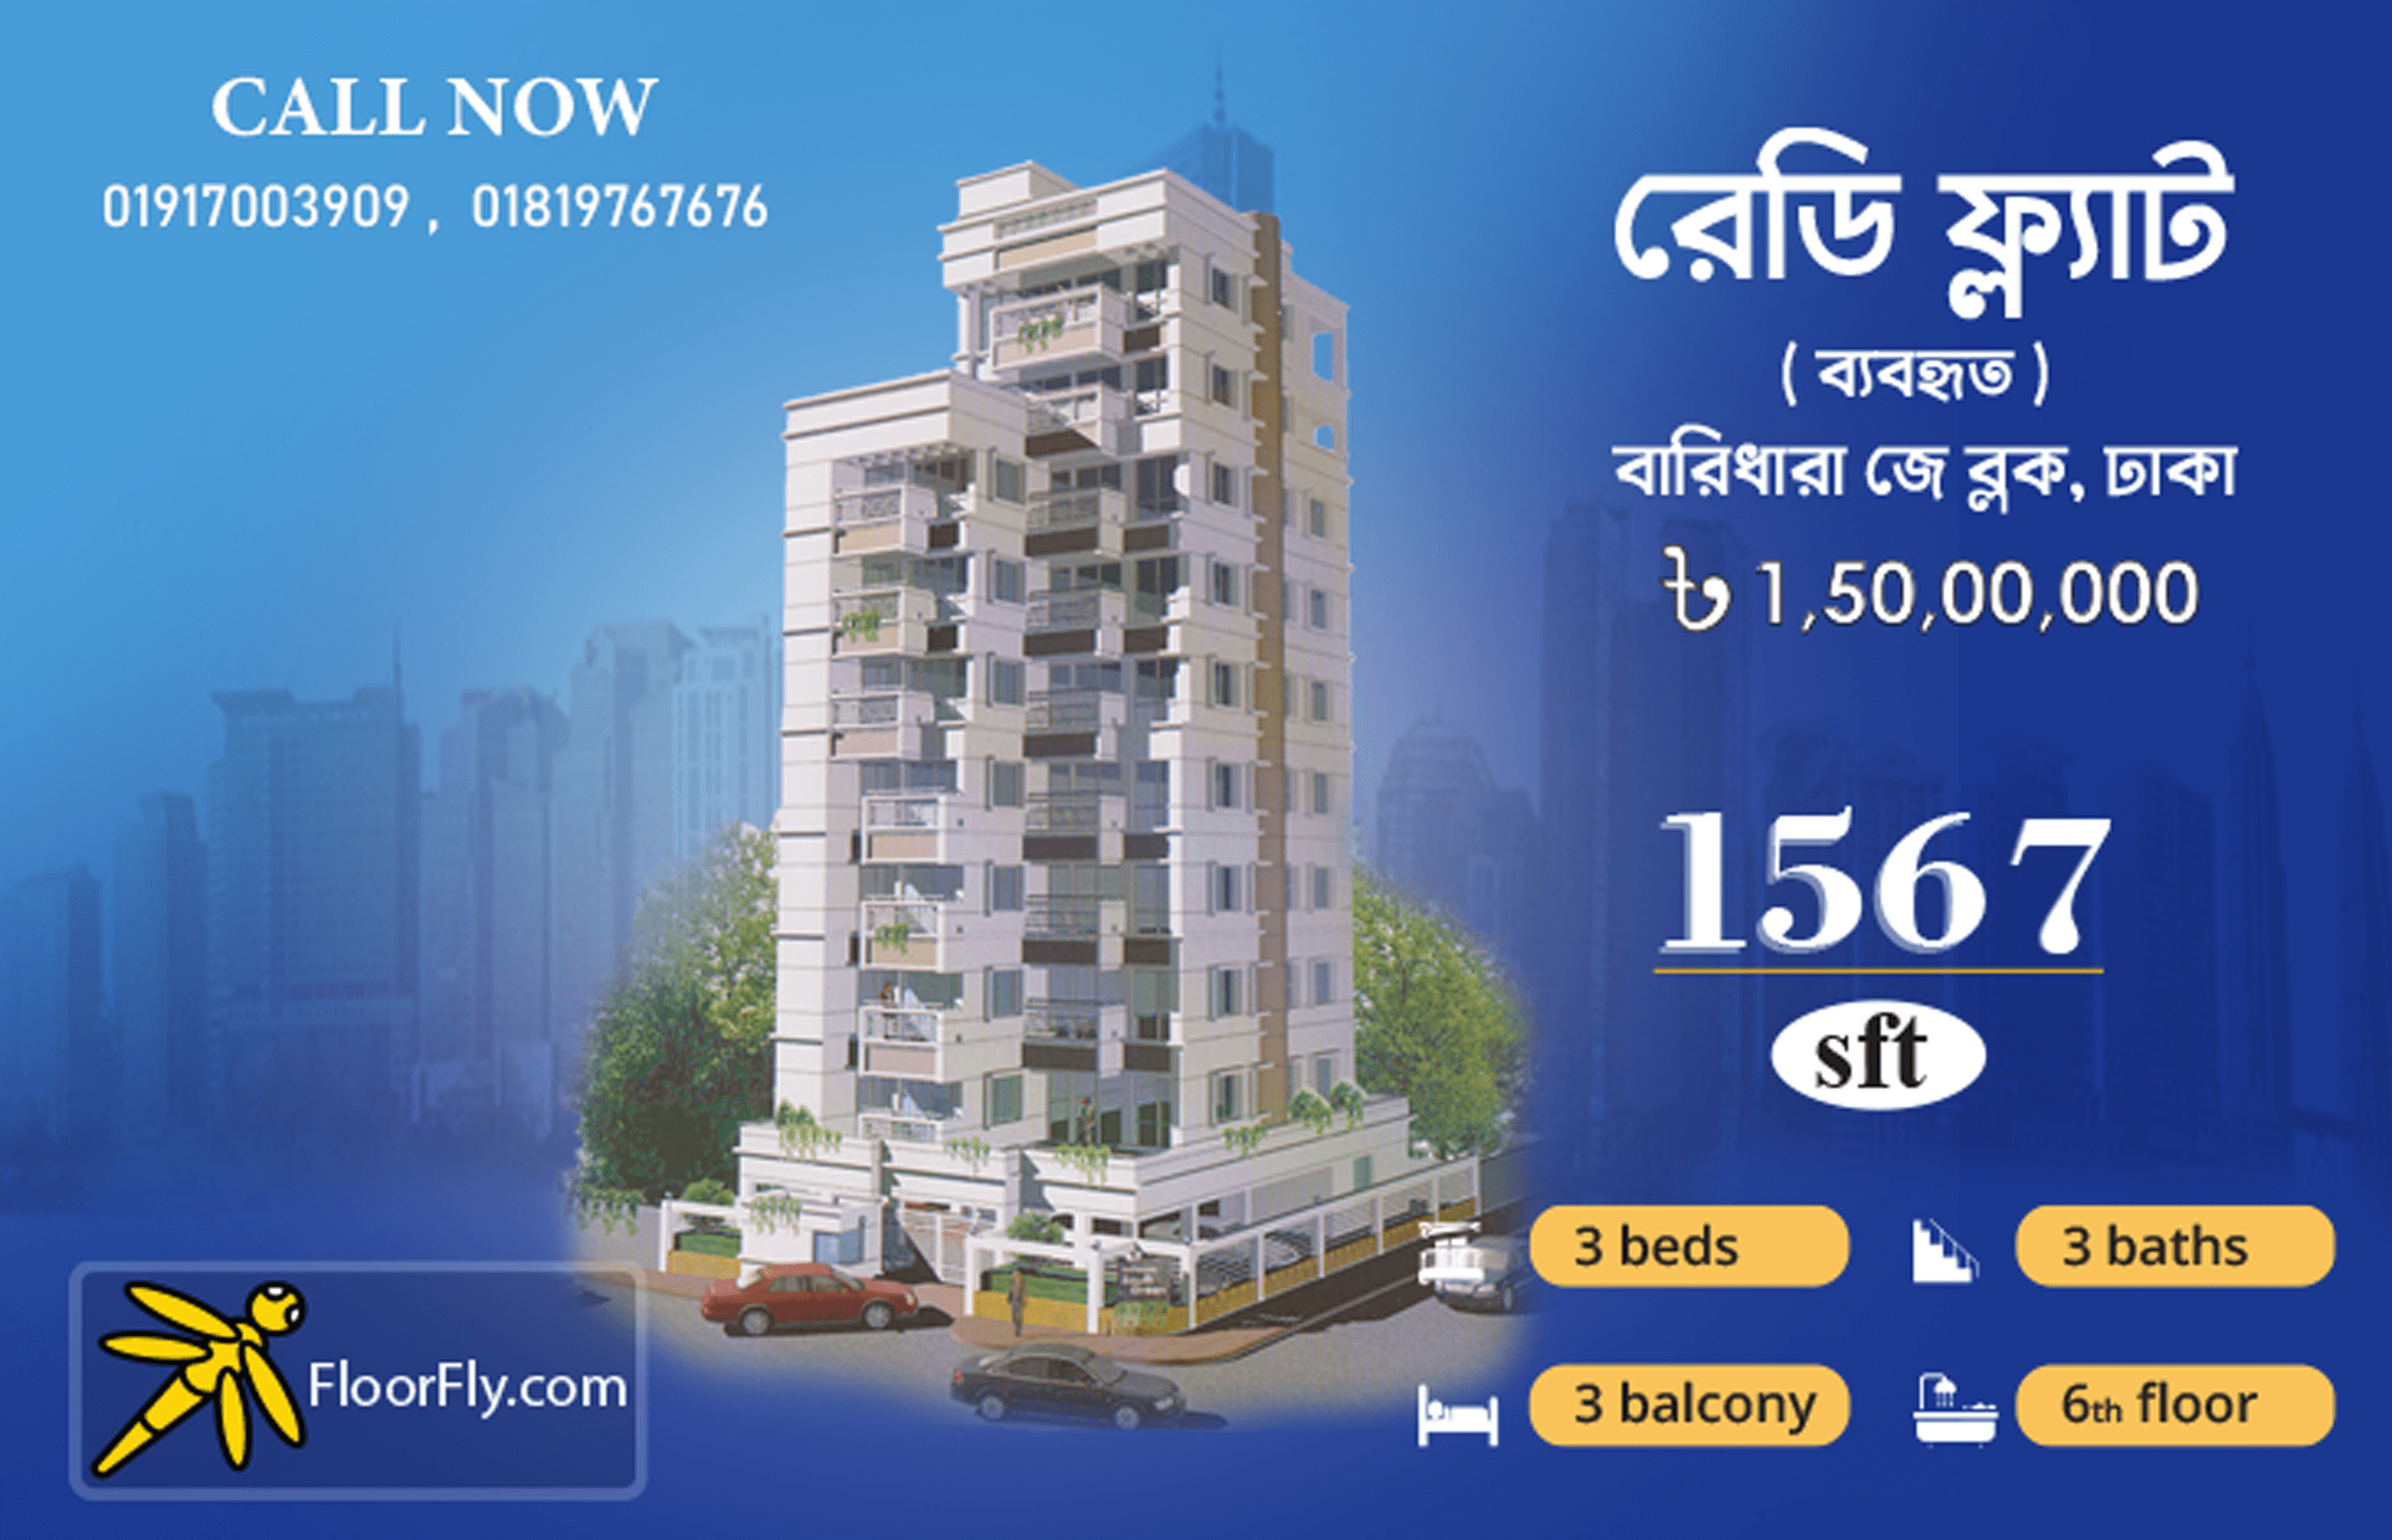 CALL NOW
01917003909 , 01819767676
রেডি ফ্ল্যাট
( ব্যবহৃত )
বারিধারা জে ব্লক, ঢাকা
৳ 1,50,00,000
1567
sft
3 beds
3 baths
3 balcony
6th floor
FloorFly.com